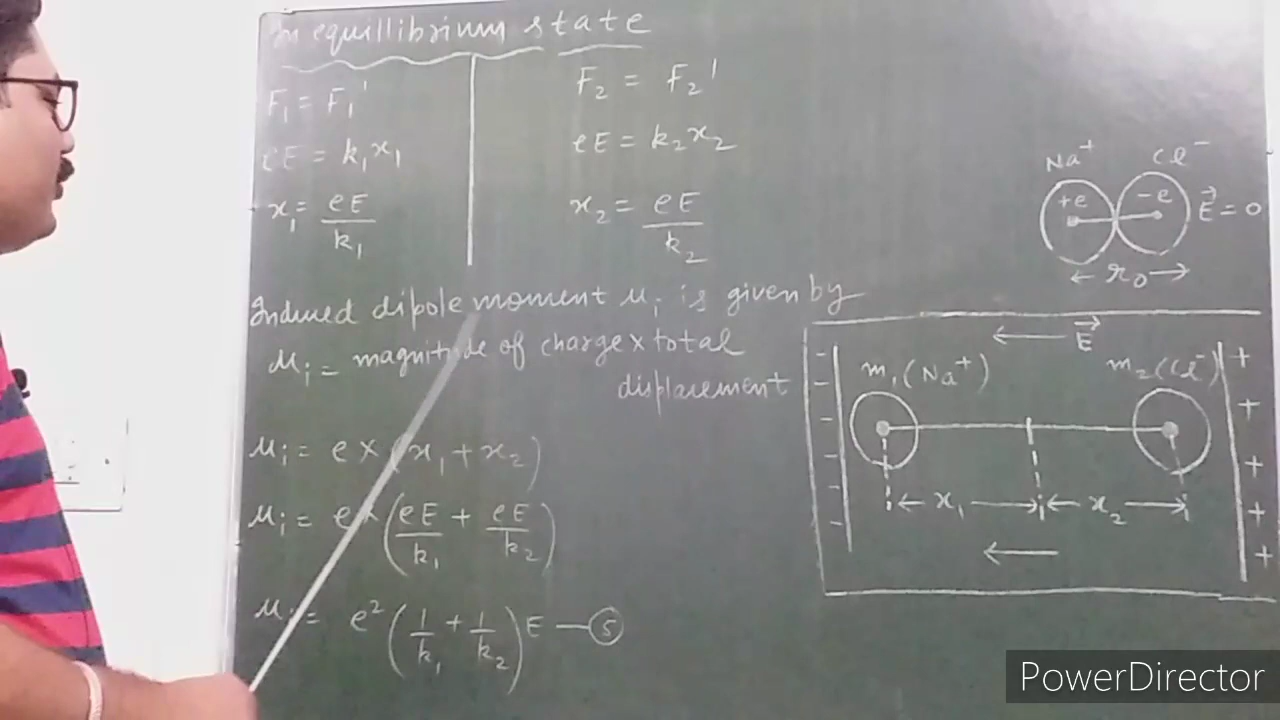 In equillibrium state
F₁ = F₁'
eE = k₁x₁
x₁ = eE/k₁
F₂ = F₂'
eE = k₂x₂
x₂ = eE/k₂
Induced dipole moment μᵢ is given by
μᵢ = magnitude of charge × total
displacement
μᵢ = e × (x₁ + x₂)
μᵢ = e × (eE/k₁ + eE/k₂)
μᵢ = e² (1/k₁ + 1/k₂) E — ⑤
Na⁺ Cl⁻
+e -e E⃗ = 0
← r₀ →
← E⃗
m₁(Na⁺) m₂(Cl⁻)
- - - - - -
+ + + + +
← x₁ → ← x₂ →
←
PowerDirector